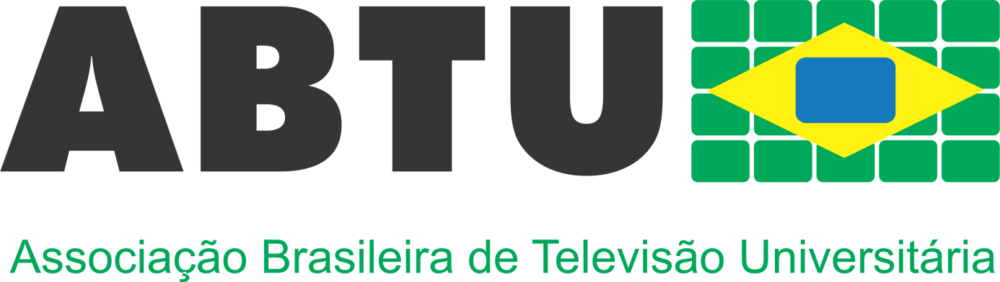 ABTU
Associação Brasileira de Televisão Universitária